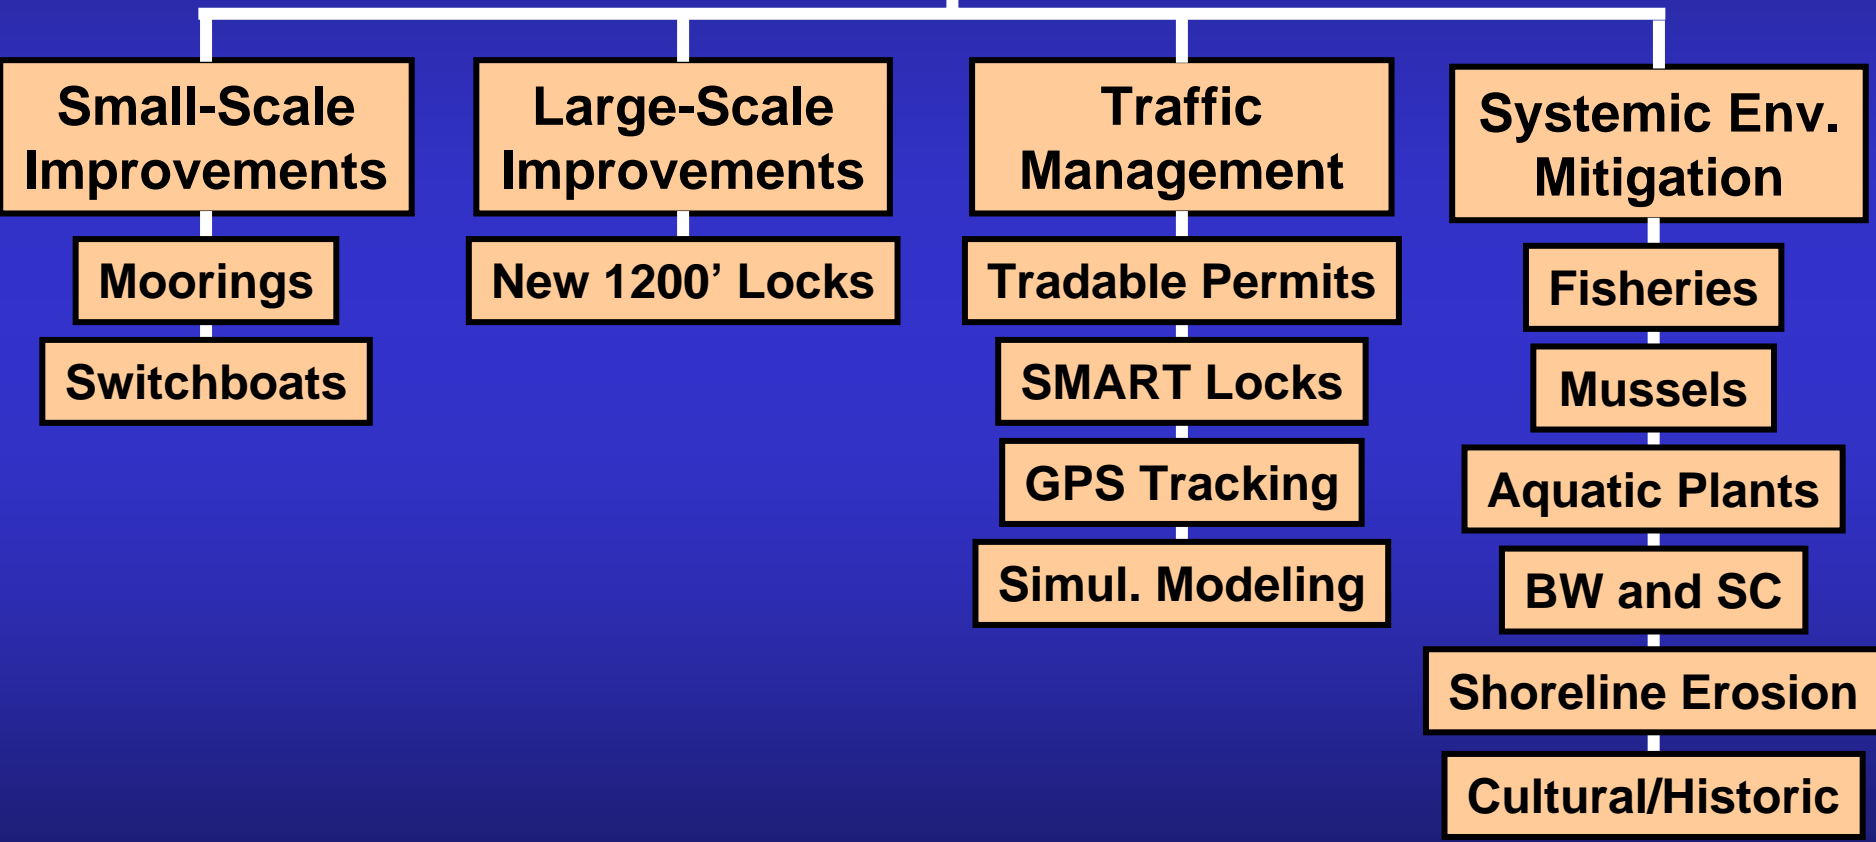 Small-Scale
Improvements
Moorings
Switchboats
Large-Scale
Improvements
New 1200’ Locks
Traffic
Management
Tradable Permits
SMART Locks
GPS Tracking
Simul. Modeling
Systemic Env.
Mitigation
Fisheries
Mussels
Aquatic Plants
BW and SC
Shoreline Erosion
Cultural/Historic